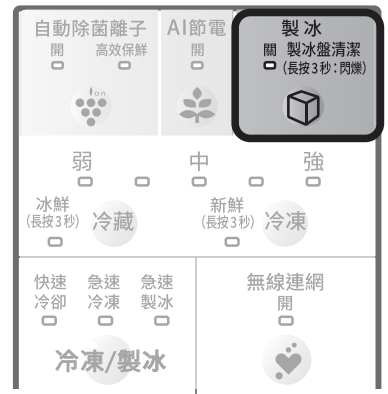 自動除菌離子
開 高效保鮮
Ion
AI節電
開
製冰
關 製冰盤清潔
(長按3秒：閃爍)
弱 中 強
冰鮮
(長按3秒) 冷藏
新鮮
(長按3秒) 冷凍
快速 急速 急速
冷卻 冷凍 製冰
冷凍/製冰
無線連網
開